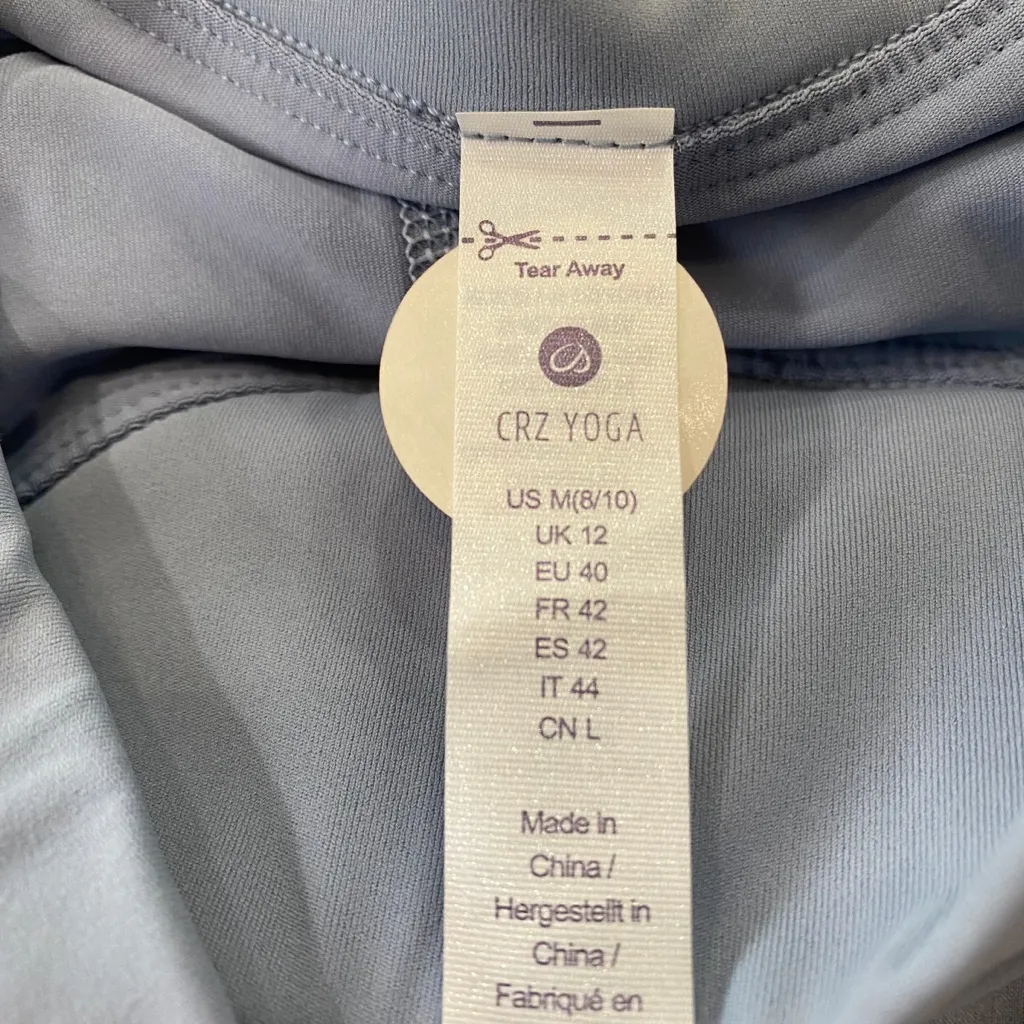 Tear Away
CRZ YOGA
US M(8/10)
UK 12
EU 40
FR 42
ES 42
IT 44
CN L
Made in
China /
Hergestellt in
China /
Fabriqué en